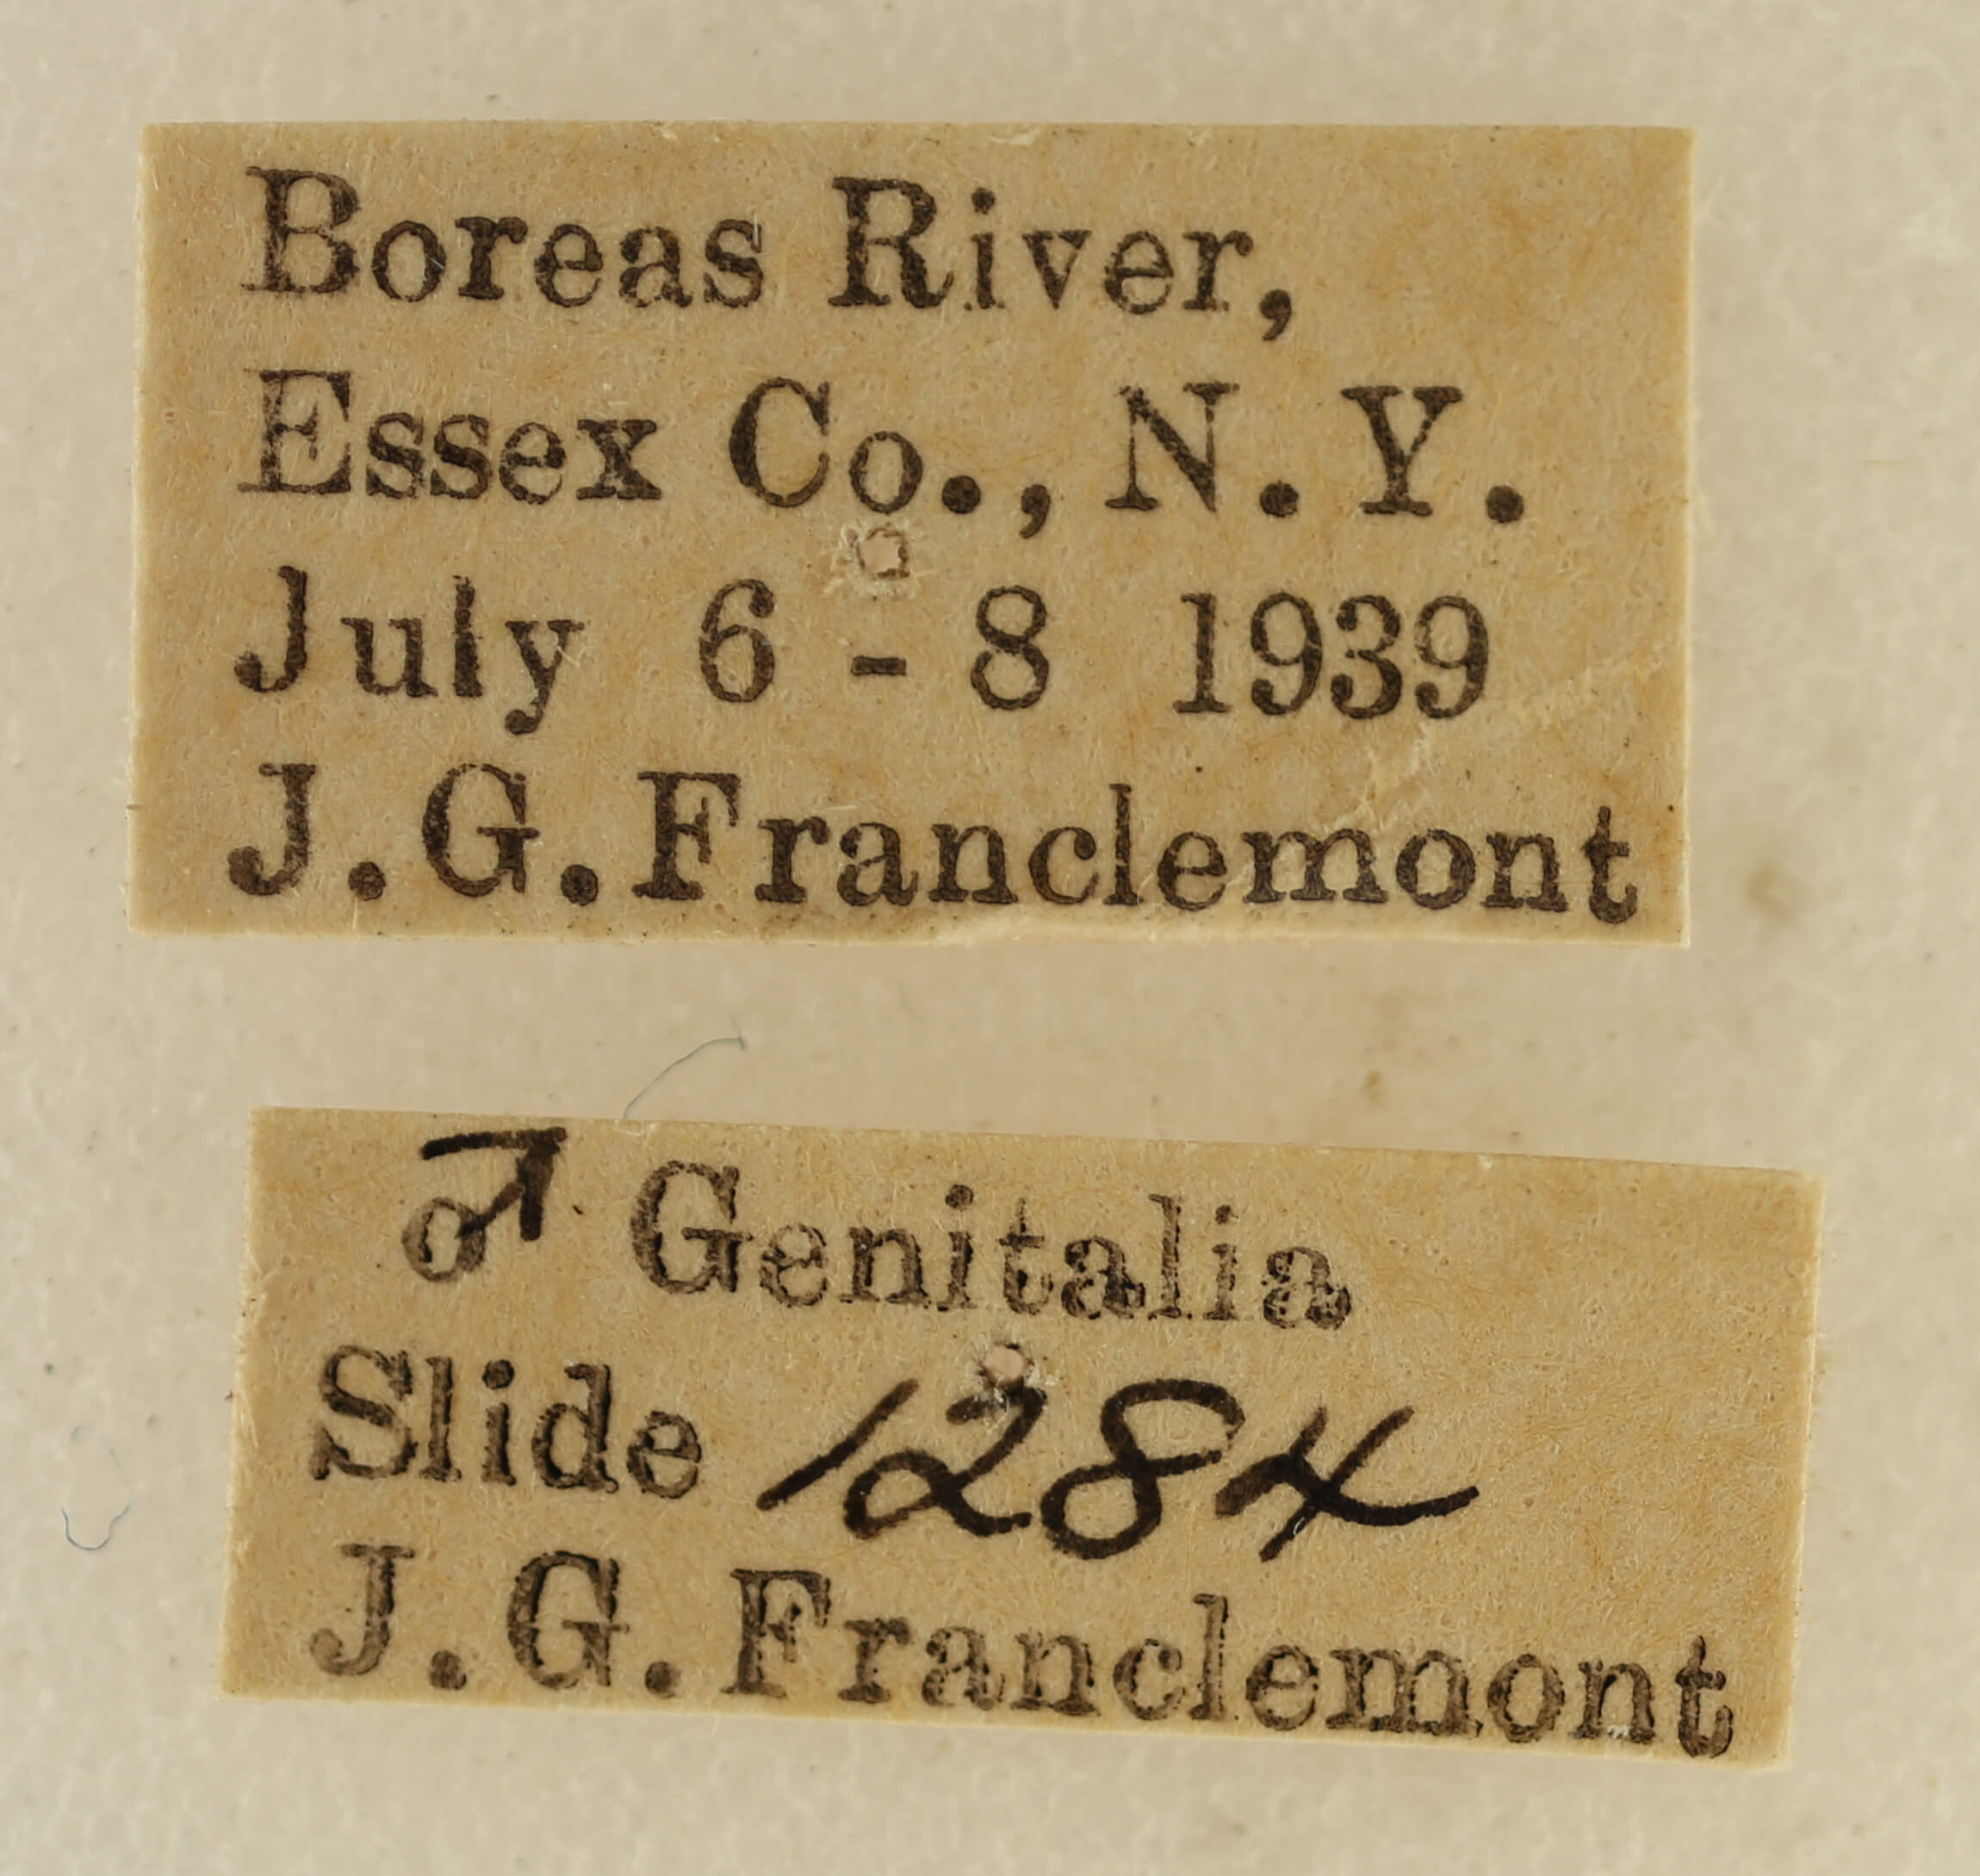 Boreas River,
Essex Co., N.Y.
July 6 - 8 1939
J.G.Franclemont
♂ Genitalia
Slide 1284
J.G.Franclemont